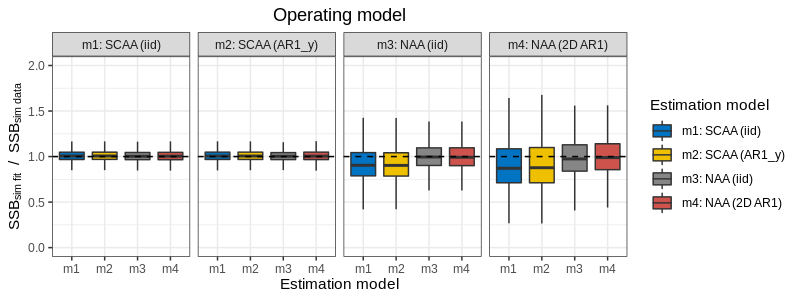 Operating model
m1: SCAA (iid)
m2: SCAA (AR1_y)
m3: NAA (iid)
m4: NAA (2D AR1)
SSBsim fit / SSBsim data
2.0
1.5
1.0
0.5
0.0
m1 m2 m3 m4
m1 m2 m3 m4
m1 m2 m3 m4
m1 m2 m3 m4
Estimation model
Estimation model
m1: SCAA (iid)
m2: SCAA (AR1_y)
m3: NAA (iid)
m4: NAA (2D AR1)